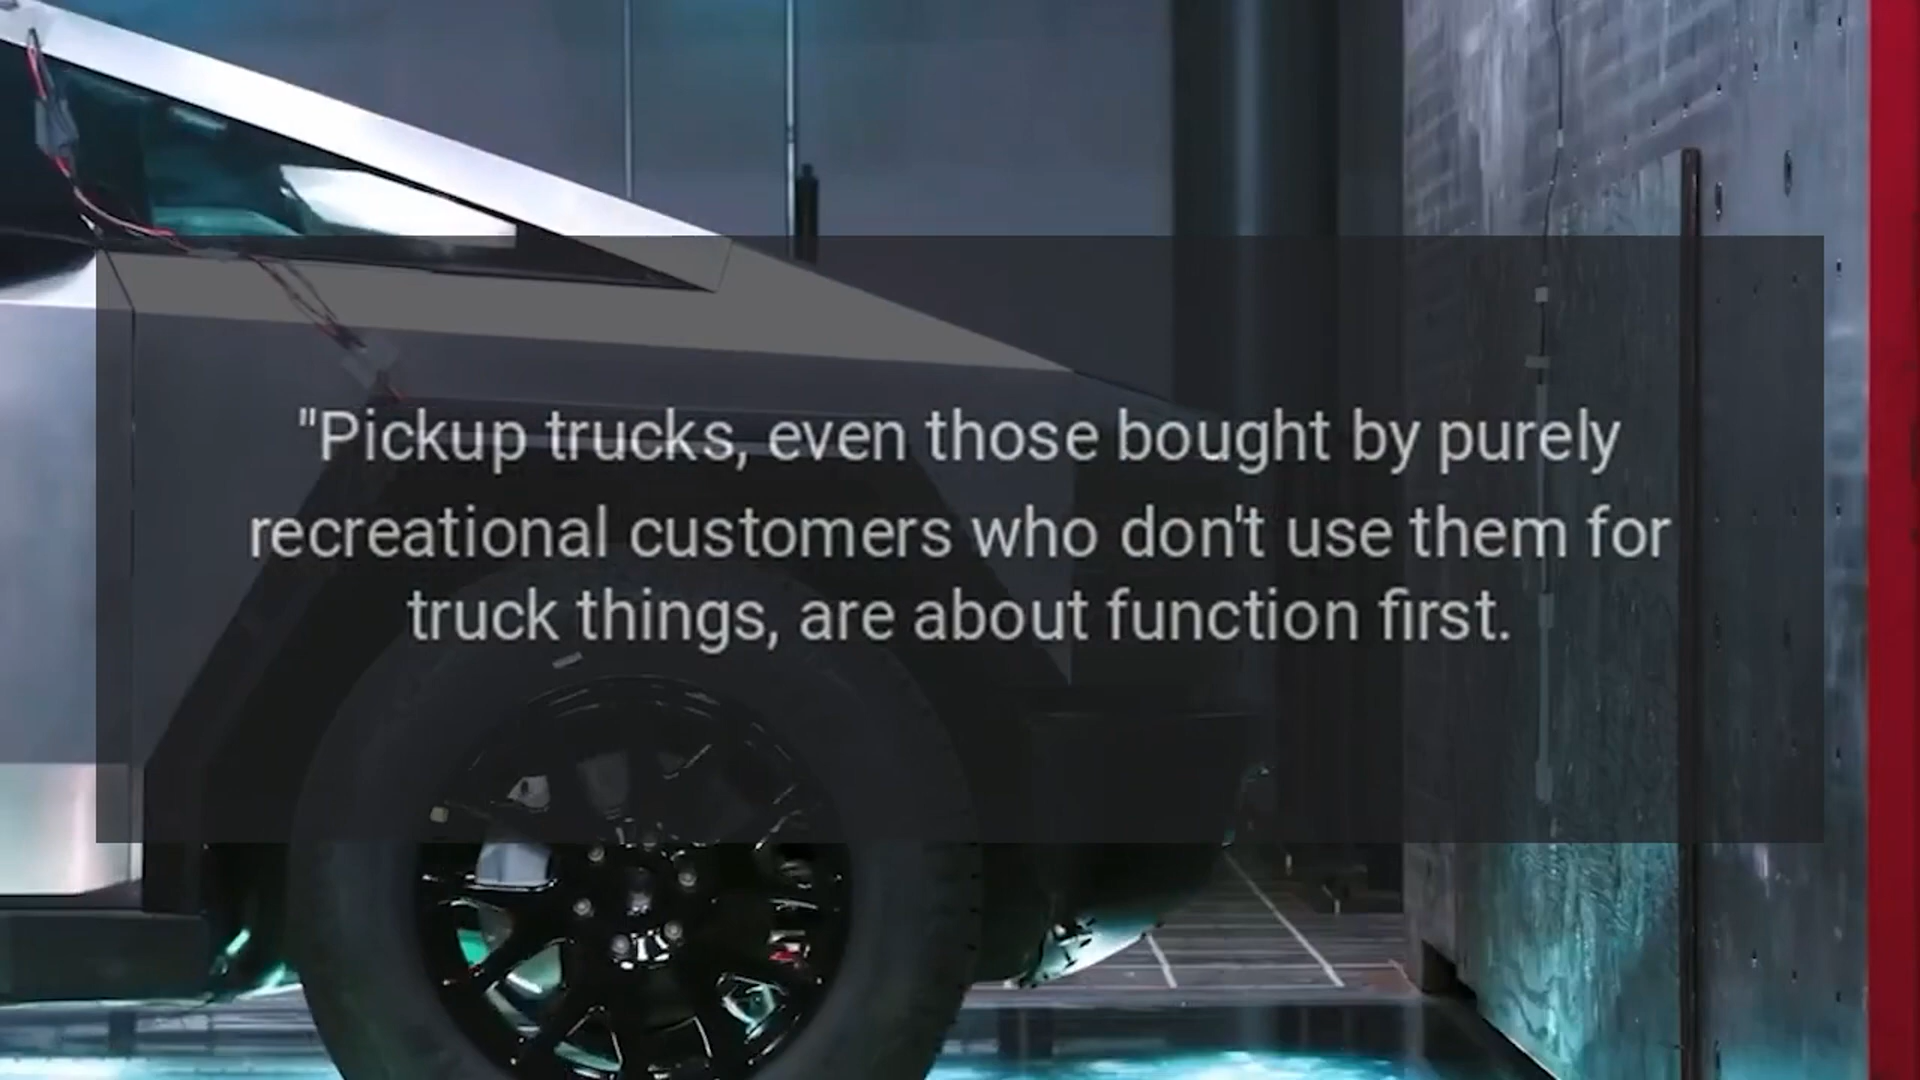 "Pickup trucks, even those bought by purely
recreational customers who don't use them for
truck things, are about function first.